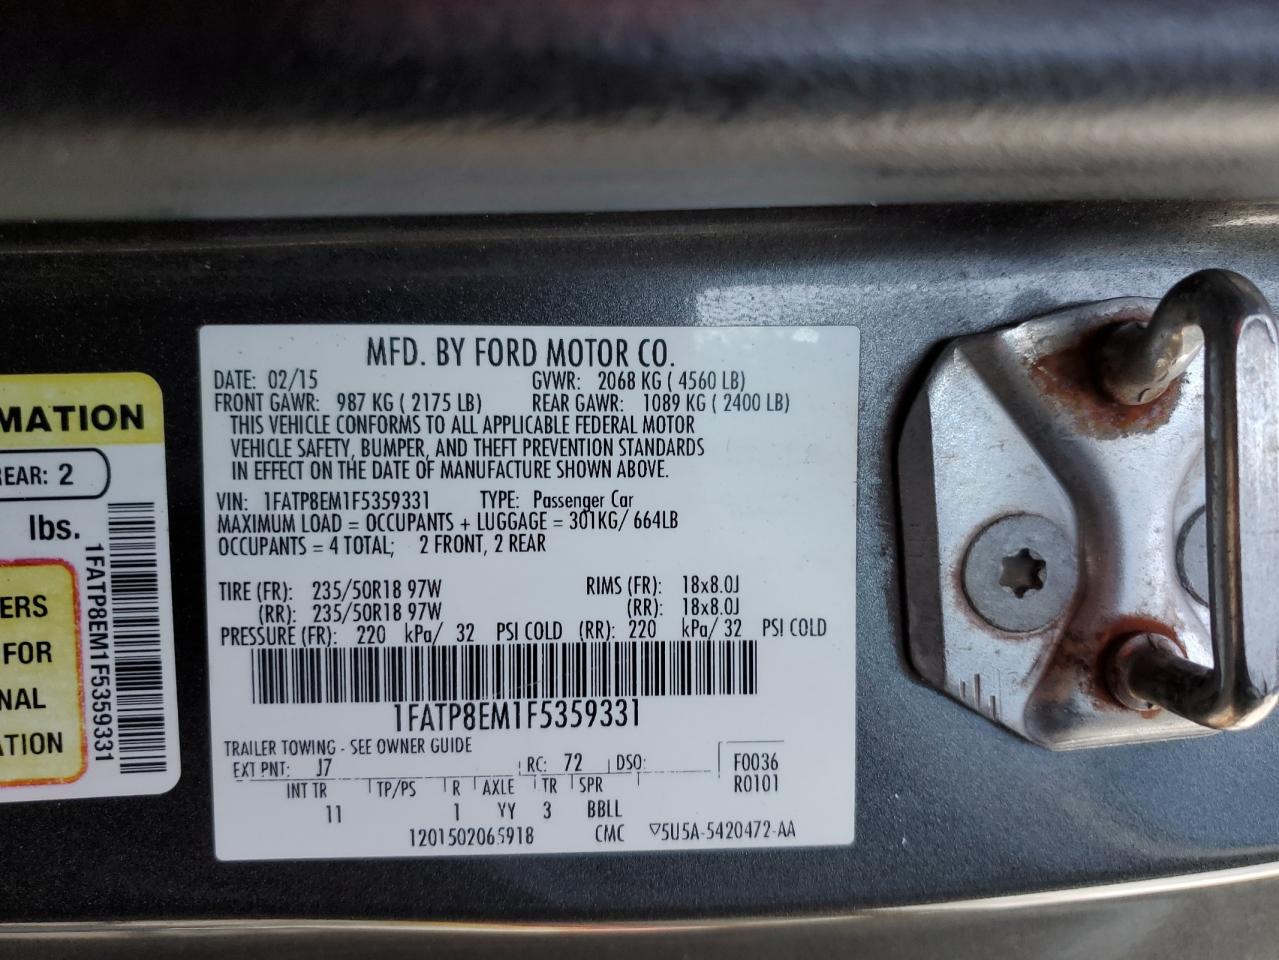 MFD. BY FORD MOTOR CO.
DATE: 02/15 GVWR: 2068 KG ( 4560 LB)
FRONT GAWR: 987 KG ( 2175 LB) REAR GAWR: 1089 KG ( 2400 LB)
THIS VEHICLE CONFORMS TO ALL APPLICABLE FEDERAL MOTOR
VEHICLE SAFETY, BUMPER, AND THEFT PREVENTION STANDARDS
IN EFFECT ON THE DATE OF MANUFACTURE SHOWN ABOVE.
VIN: 1FATP8EM1F5359331 TYPE: Passenger Car
MAXIMUM LOAD = OCCUPANTS + LUGGAGE = 301KG/ 664LB
OCCUPANTS = 4 TOTAL; 2 FRONT, 2 REAR
TIRE (FR): 235/50R18 97W RIMS (FR): 18x8.0J
(RR): 235/50R18 97W (RR): 18x8.0J
PRESSURE (FR): 220 kPa/ 32 PSI COLD (RR): 220 kPa/ 32 PSI COLD
1FATP8EM1F5359331
TRAILER TOWING - SEE OWNER GUIDE
EXT PNT: J7 RC: 72 DSO: F0036
INT TR TP/PS R AXLE TR SPR R0101
11 1 YY 3 BBLL
1201502065918 CMC ▽5U5A-5420472-AA
MATION
REAR: 2
lbs.
1FATP8EM1F5359331
ERS
FOR
NAL
ATION